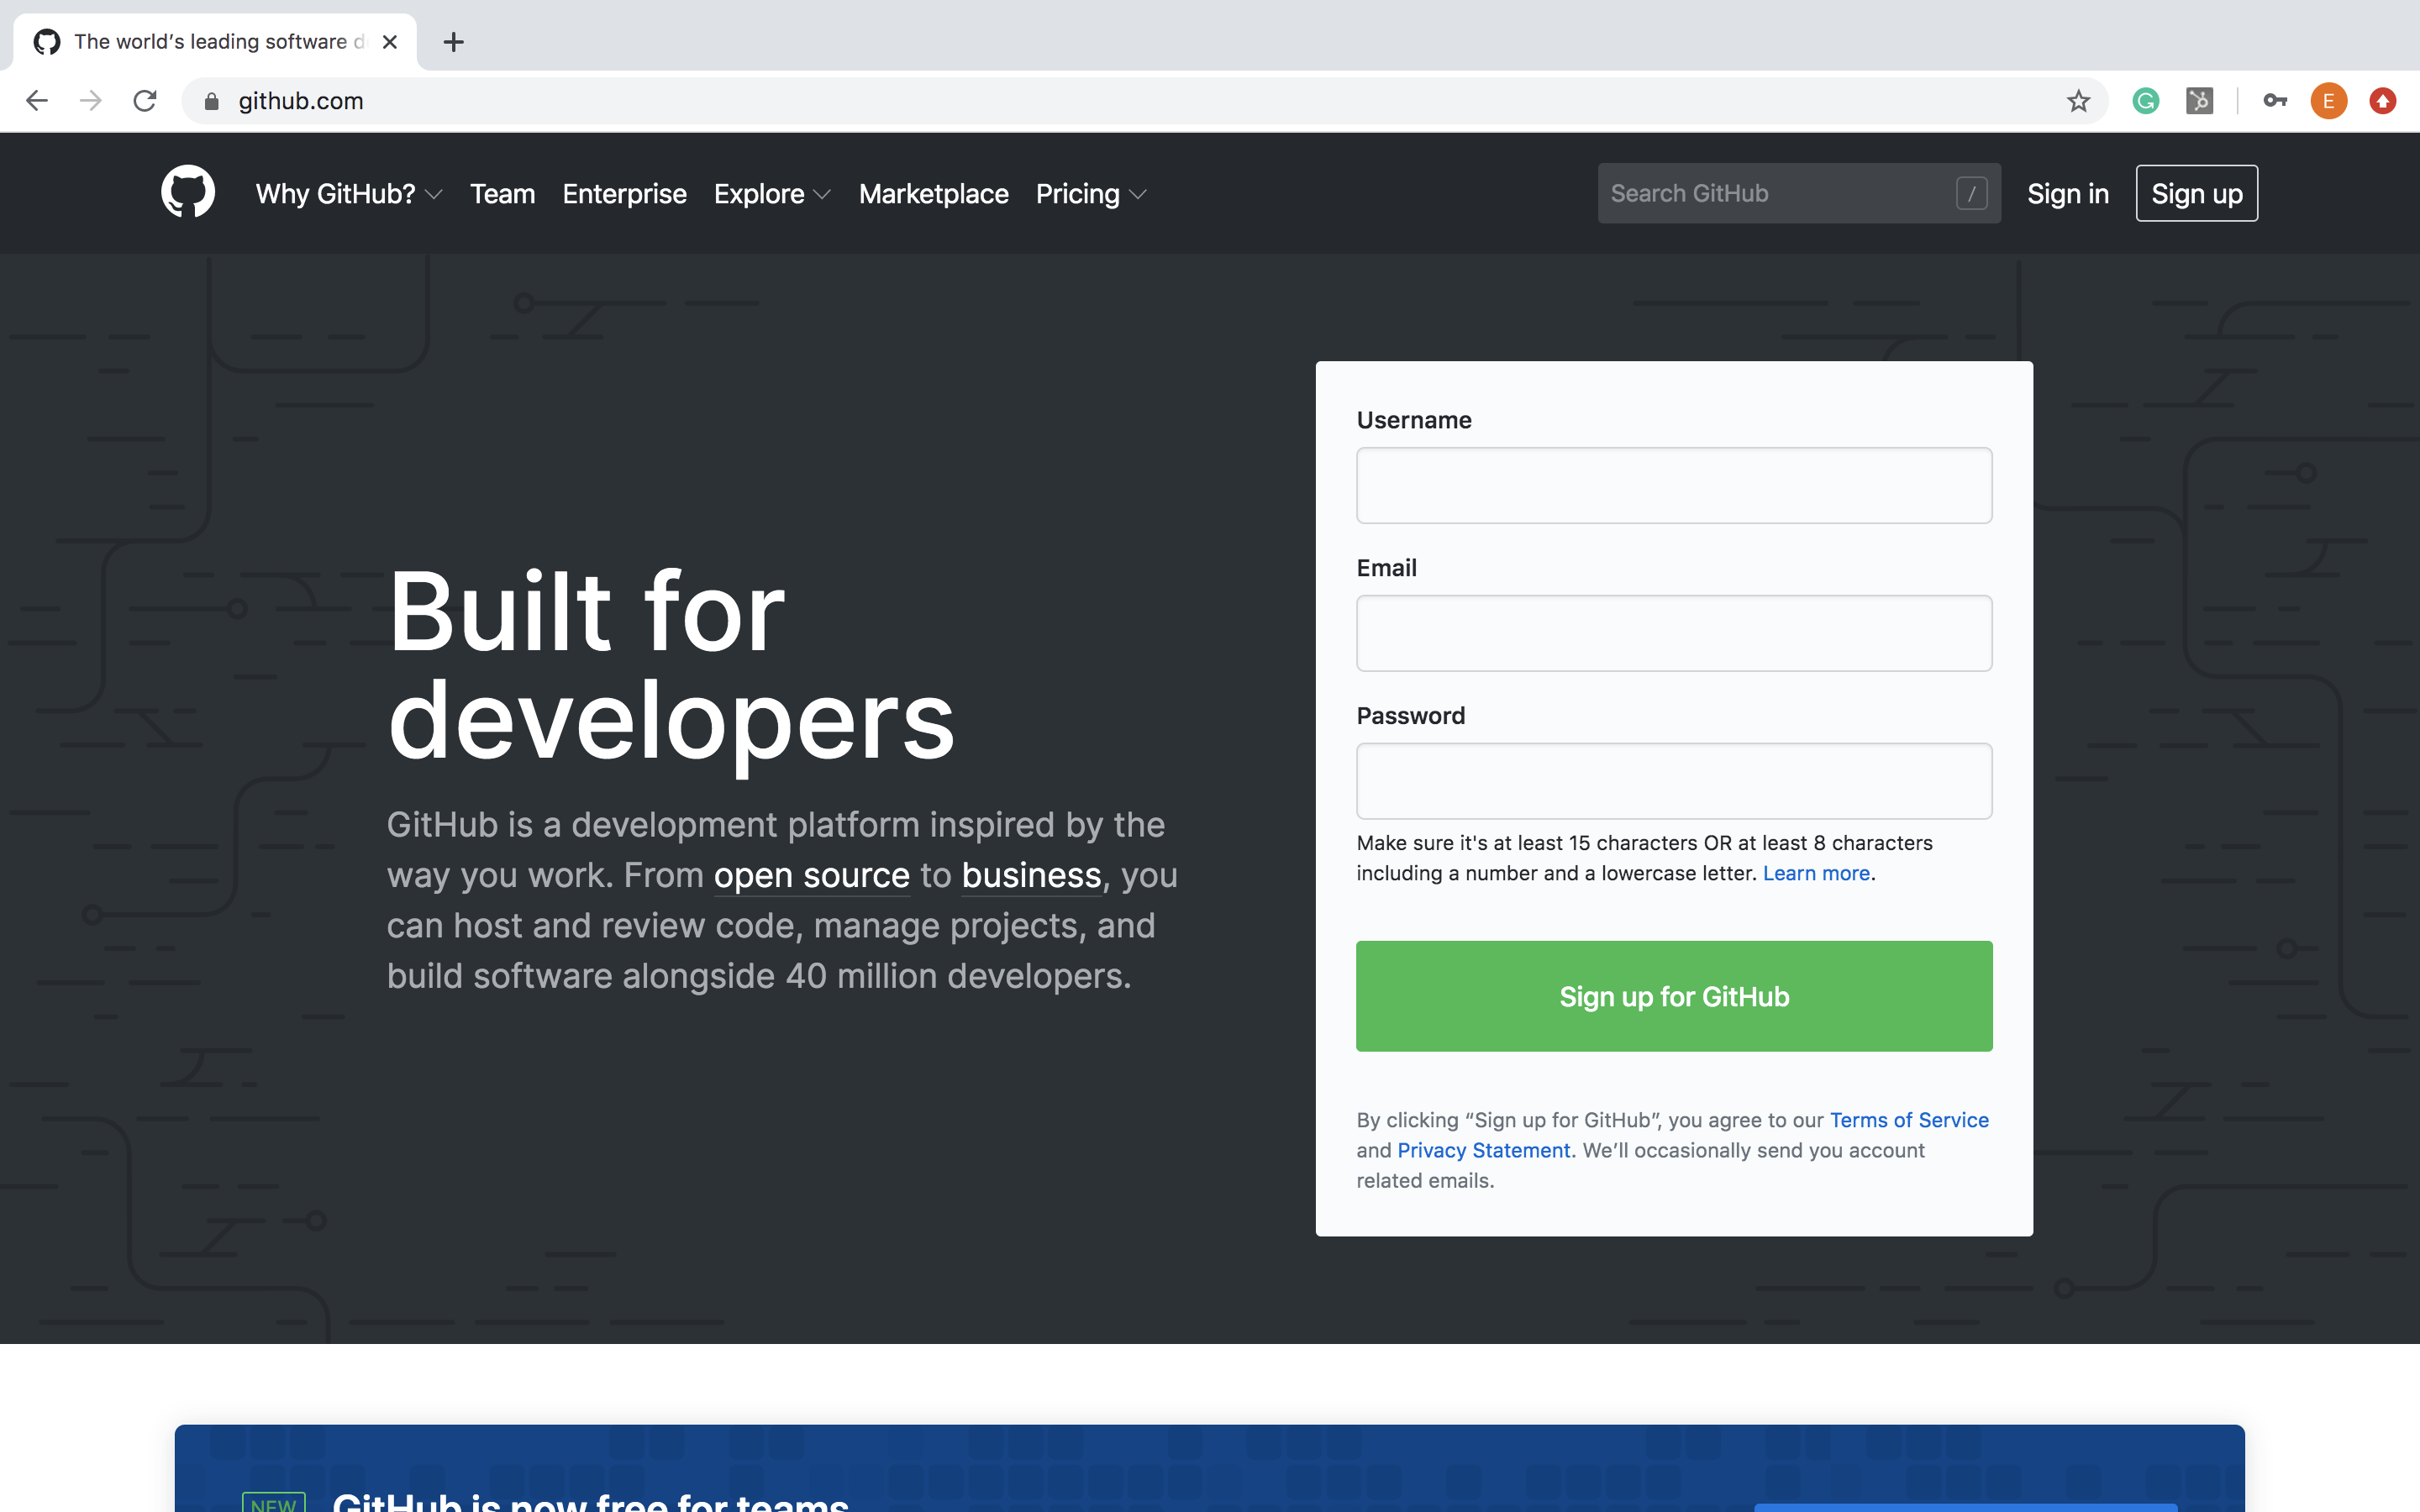 The world's leading software d
github.com
E
Why GitHub? Team Enterprise Explore Marketplace Pricing Search GitHub / Sign in Sign up
Built for
developers
GitHub is a development platform inspired by the
way you work. From open source to business, you
can host and review code, manage projects, and
build software alongside 40 million developers.
Username
Email
Password
Make sure it's at least 15 characters OR at least 8 characters
including a number and a lowercase letter. Learn more.
Sign up for GitHub
By clicking “Sign up for GitHub”, you agree to our Terms of Service
and Privacy Statement. We’ll occasionally send you account
related emails.
NEW GitHub is now free for teams